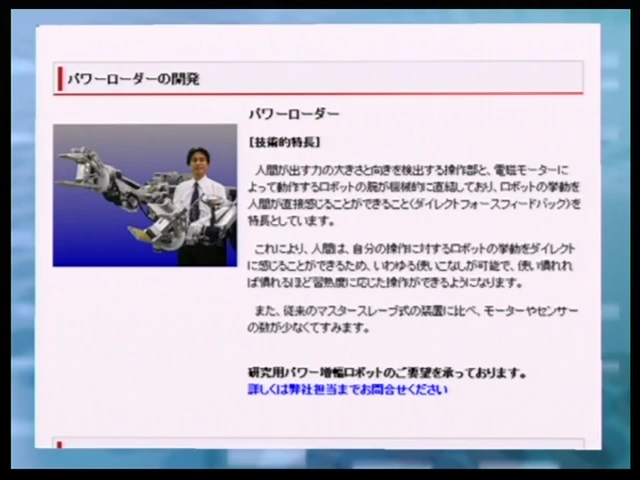 パワーローダーの開発
パワーローダー
[技術的特長]
人間が出す力の大きさと向きを検出する操作部と、電磁モーターに
よって動作するロボットの腕が機械的に直結しており、ロボットの挙動を
人間が直接感じることができること(ダイレクトフォースフィードバック)を
特長としています。
これにより、人間は、自分の操作に対するロボットの挙動をダイレクト
に感じることができるため、いわゆる使いこなしが可能で、使い慣れれ
ば慣れるほど習熟度に応じた操作ができるようになります。
また、従来のマスタースレーブ式の装置に比べ、モーターやセンサー
の数が少なくてすみます。
研究用パワー増幅ロボットのご要望を承っております。
詳しくは弊社担当までお問合せください